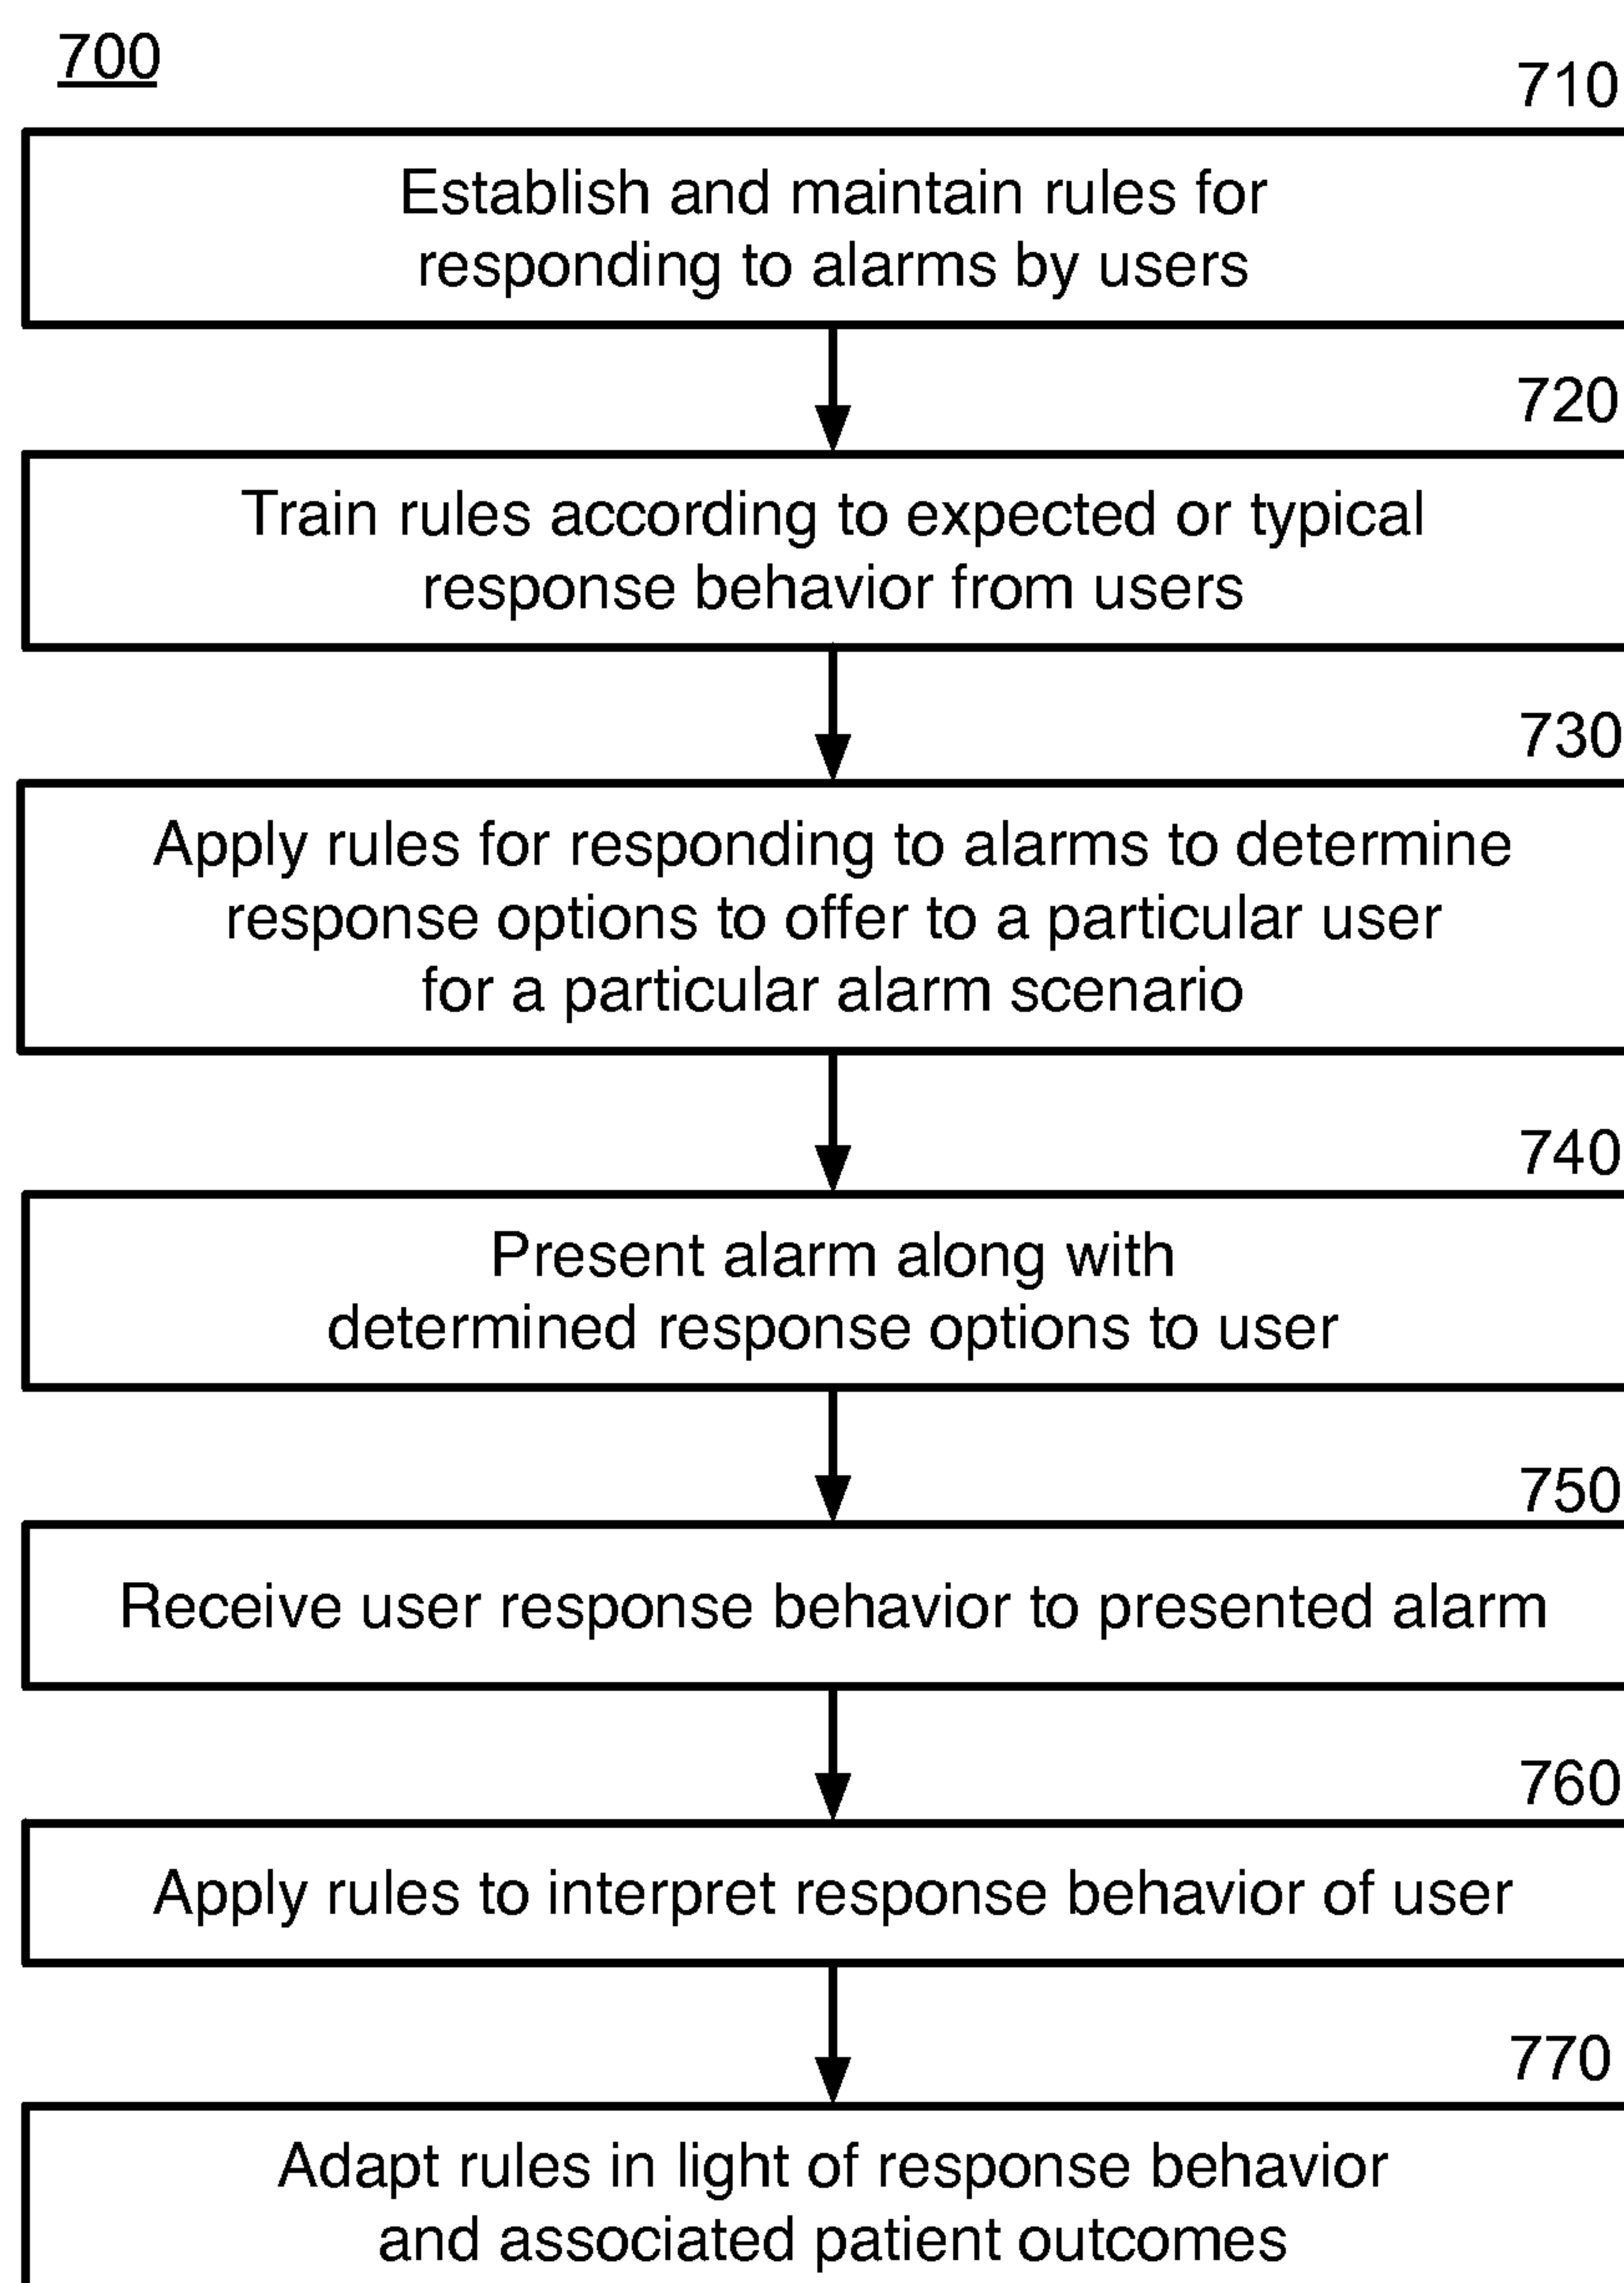 700
710
Establish and maintain rules for
responding to alarms by users
720
Train rules according to expected or typical
response behavior from users
730
Apply rules for responding to alarms to determine
response options to offer to a particular user
for a particular alarm scenario
740
Present alarm along with
determined response options to user
750
Receive user response behavior to presented alarm
760
Apply rules to interpret response behavior of user
770
Adapt rules in light of response behavior
and associated patient outcomes